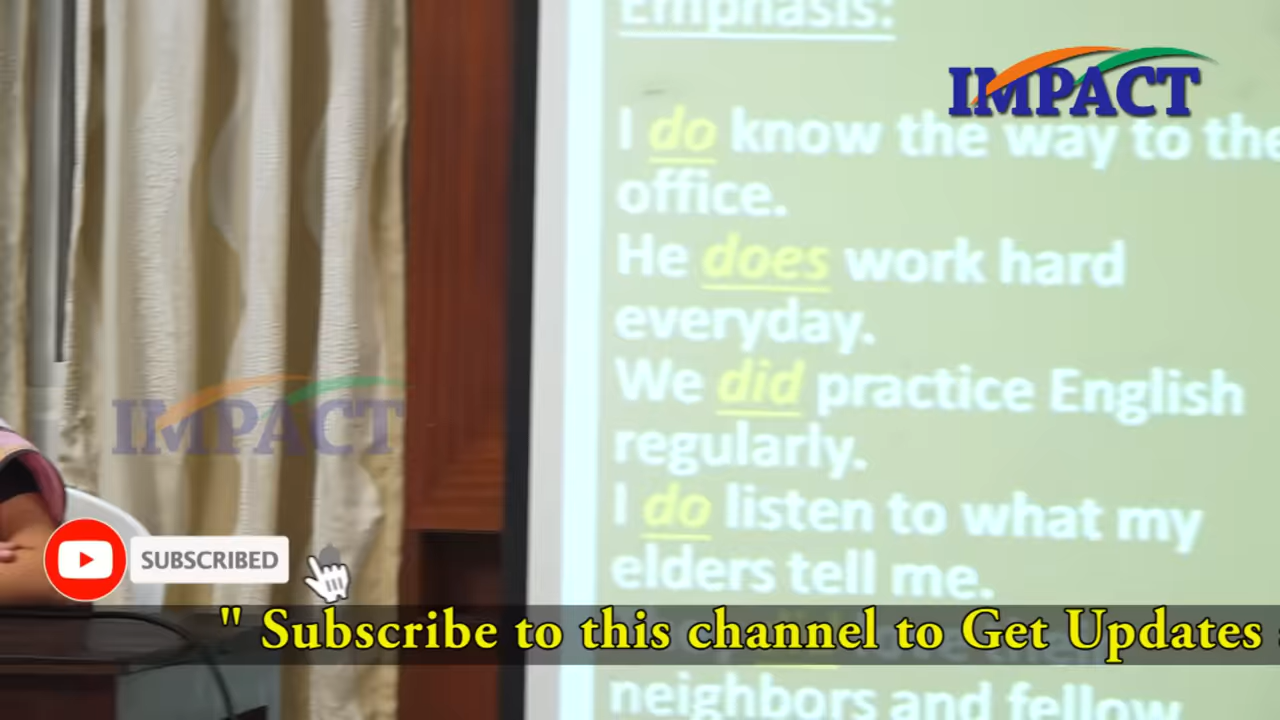 Emphasis:
IMPACT
I do know the way to the
office.
He does work hard
everyday.
We did practice English
regularly.
IMPACT
I do listen to what my
elders tell me.
SUBSCRIBED
" Subscribe to this channel to Get Updates
neighbors and fellow